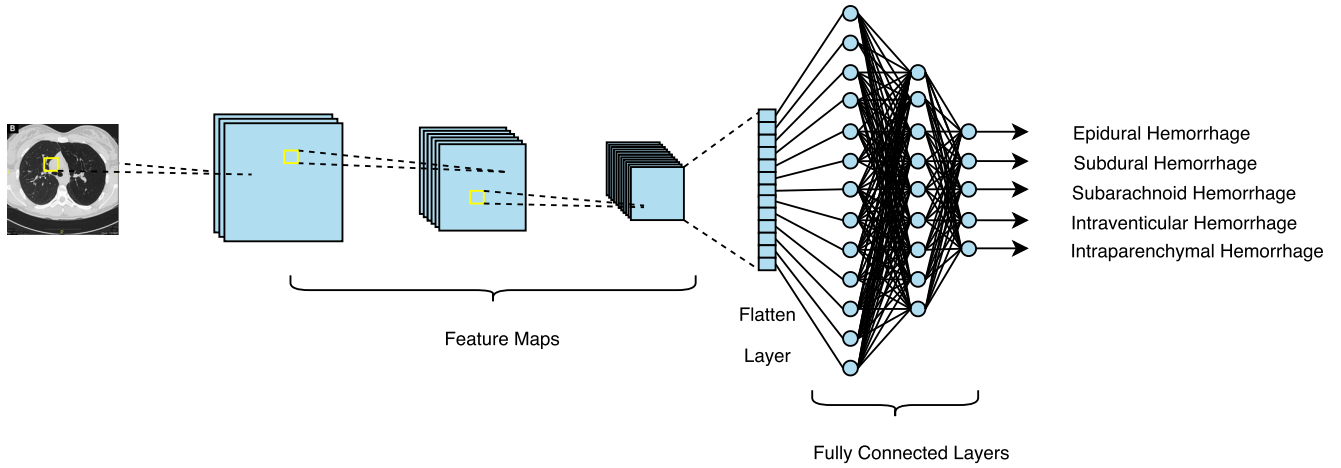 B
Epidural Hemorrhage
Subdural Hemorrhage
Subarachnoid Hemorrhage
Intraventicular Hemorrhage
Intraparenchymal Hemorrhage
Flatten
Layer
Feature Maps
Fully Connected Layers